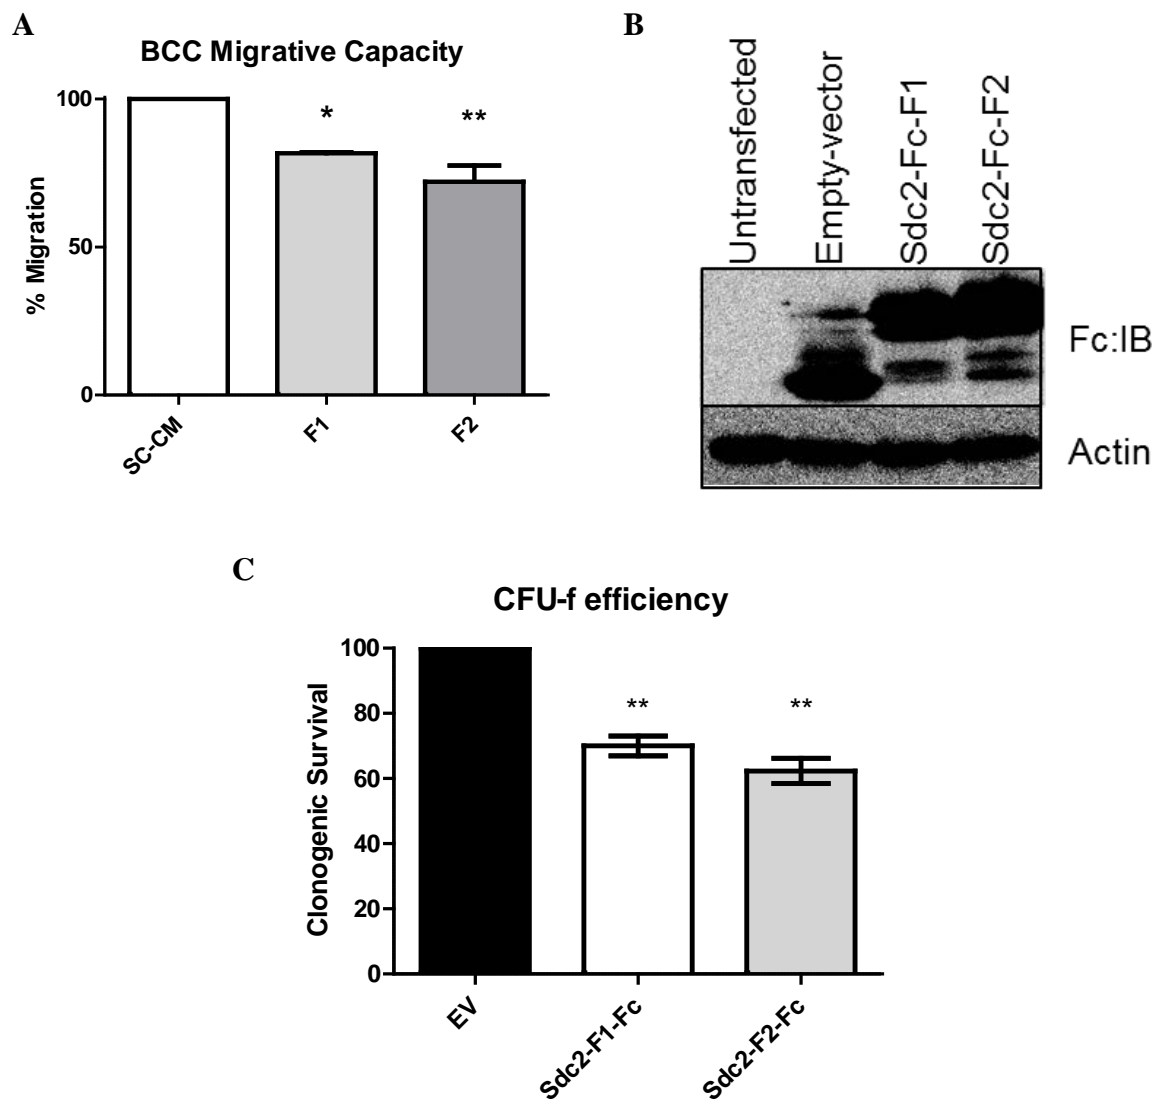 A
BCC Migrative Capacity
100
50
0
% Migration
*
**
SC-CM
F1
F2
B
Untransfected
Empty-vector
Sdc2-Fc-F1
Sdc2-Fc-F2
Fc:IB
Actin
C
CFU-f efficiency
100
80
60
40
20
0
Clonogenic Survival
**
**
EV
Sdc2-F1-Fc
Sdc2-F2-Fc